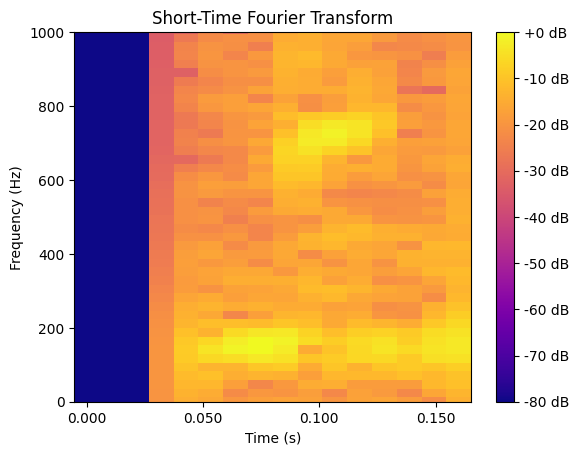 Short-Time Fourier Transform
Frequency (Hz)
1000
800
600
400
200
0
0.000
0.050
0.100
0.150
Time (s)
+0 dB
-10 dB
-20 dB
-30 dB
-40 dB
-50 dB
-60 dB
-70 dB
-80 dB